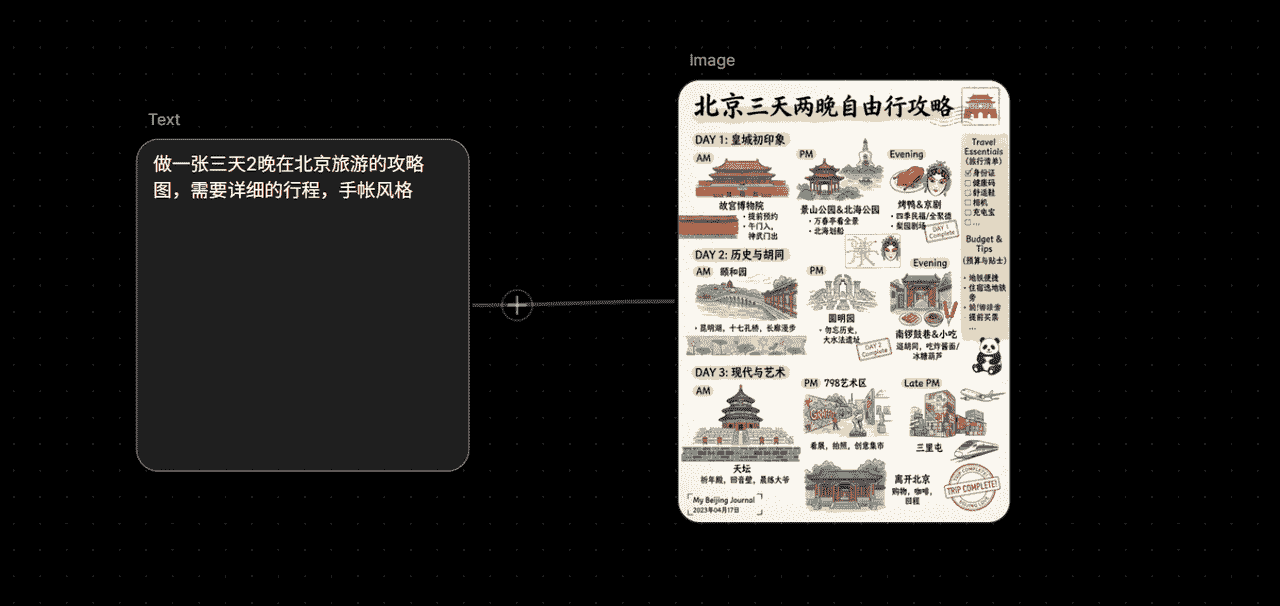 Text
做一张三天2晚在北京旅游的攻略
图，需要详细的行程，手帐风格
Image
北京三天两晚自由行攻略
DAY 1: 皇城初印象
AM
故宫博物院
• 提前预约
• 午门入，
神武门出
PM
景山公园&北海公园
• 万春亭看全景
• 北海划船
Evening
烤鸭&京剧
• 四季民福/全聚德
• 梨园剧场
DAY 1
Complete
Travel
Essentials
(旅行清单)
身份证
健康码
舒适鞋
相机
充电宝
...
Budget &
Tips
(预算与贴士)
• 地铁便捷
• 住宿选地铁
旁
提前买票
...
DAY 2: 历史与胡同
AM 颐和园
• 昆明湖，十七孔桥，长廊漫步
PM
圆明园
• 勿忘历史，
大水法遗址
DAY 2
Complete
Evening
南锣鼓巷&小吃
逛胡同，吃炸酱面/
冰糖葫芦
DAY 3: 现代与艺术
AM
天坛
祈年殿，回音壁，晨练大爷
PM 798艺术区
看展，拍照，创意集市
Late PM
三里屯
离开北京
购物，咖啡，
回程
TRIP COMPLETE!
My Beijing Journal
2023年04月17日